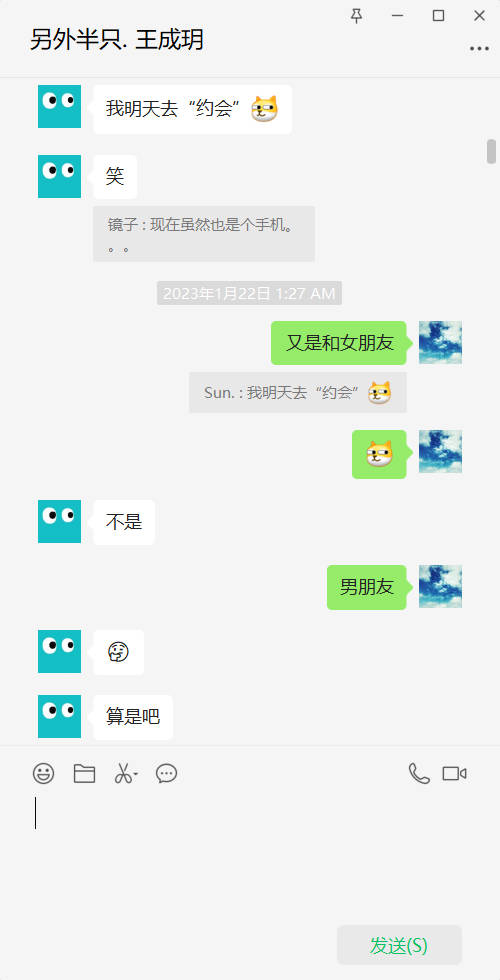 另外半只. 王成玥
我明天去“约会”
笑
镜子 : 现在虽然也是个手机。
。。
2023年1月22日 1:27 AM
又是和女朋友
Sun. : 我明天去“约会”
不是
男朋友
算是吧
发送(S)